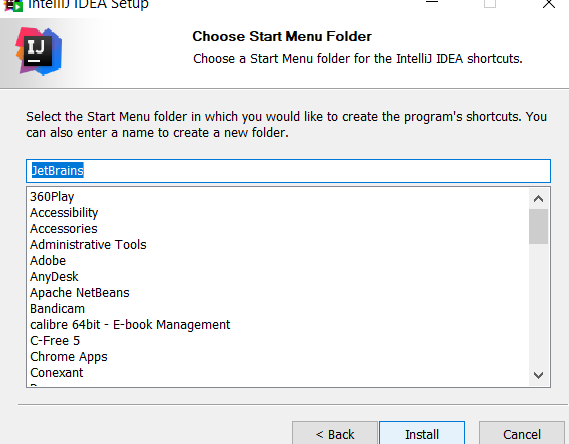 IntelliJ IDEA Setup
IJ
Choose Start Menu Folder
Choose a Start Menu folder for the IntelliJ IDEA shortcuts.
Select the Start Menu folder in which you would like to create the program's shortcuts. You
can also enter a name to create a new folder.
JetBrains
360Play
Accessibility
Accessories
Administrative Tools
Adobe
AnyDesk
Apache NetBeans
Bandicam
calibre 64bit - E-book Management
C-Free 5
Chrome Apps
Conexant
< Back
Install
Cancel